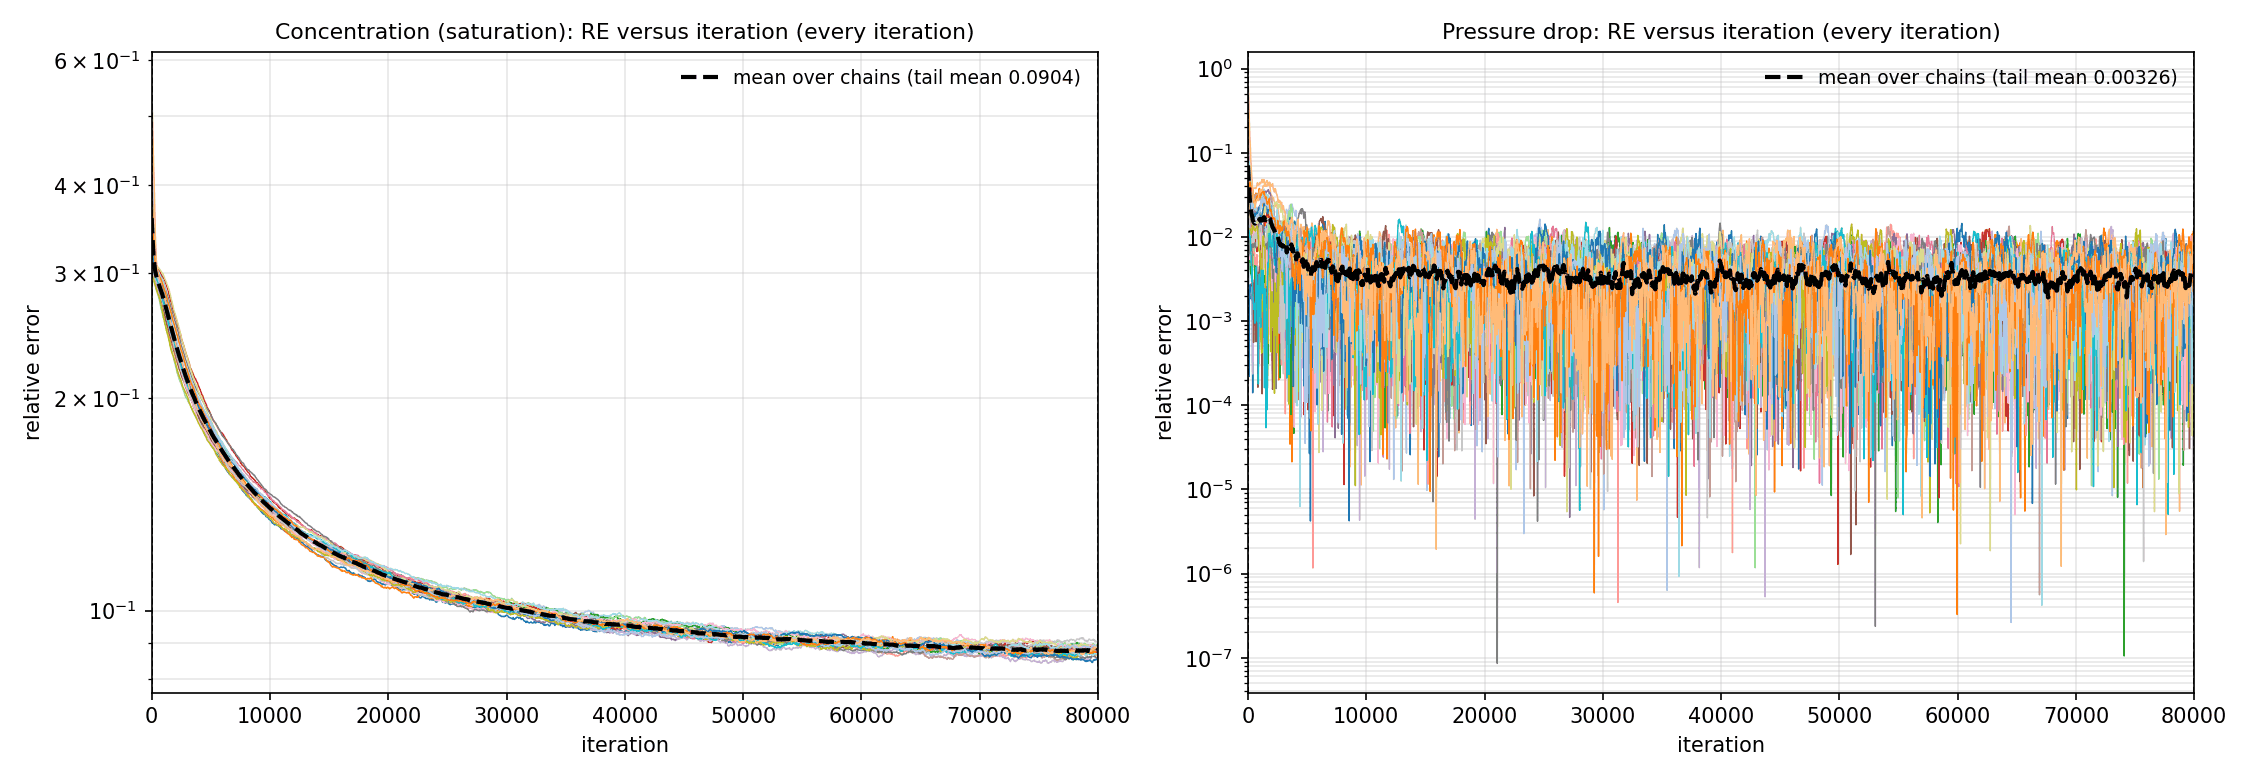 Concentration (saturation): RE versus iteration (every iteration)
mean over chains (tail mean 0.0904)
relative error
6 × 10⁻¹
4 × 10⁻¹
3 × 10⁻¹
2 × 10⁻¹
10⁻¹
0 10000 20000 30000 40000 50000 60000 70000 80000
iteration
Pressure drop: RE versus iteration (every iteration)
mean over chains (tail mean 0.00326)
relative error
10⁰
10⁻¹
10⁻²
10⁻³
10⁻⁴
10⁻⁵
10⁻⁶
10⁻⁷
0 10000 20000 30000 40000 50000 60000 70000 80000
iteration